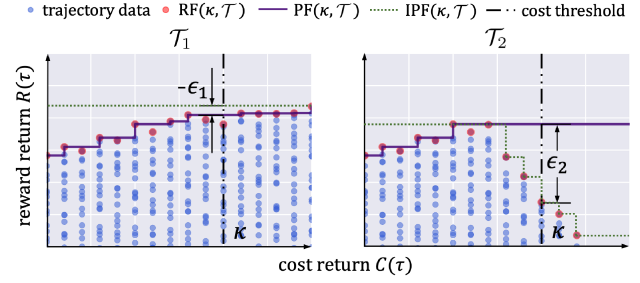 trajectory data RF(κ, 𝒯) PF(κ, 𝒯) IPF(κ, 𝒯) cost threshold
𝒯₁ 𝒯₂
reward return R(τ)
−ϵ₁
ϵ₂
κ κ
cost return C(τ)